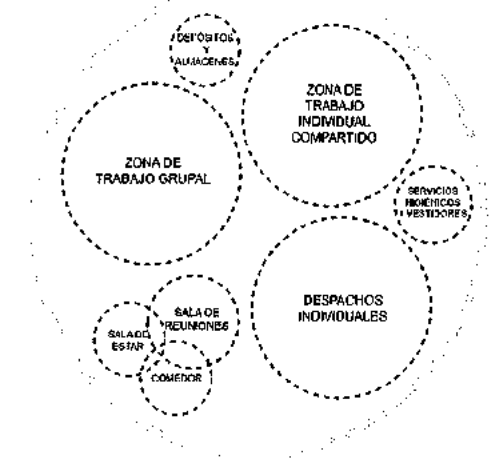 DEPÓSITOS
Y
ALMACENES
ZONA DE
TRABAJO
INDIVIDUAL
COMPARTIDO
ZONA DE
TRABAJO GRUPAL
SERVICIOS
HIGIÉNICOS
Y VESTIDORES
DESPACHOS
INDIVIDUALES
SALA DE
REUNIONES
SALA DE
ESTAR
COMEDOR